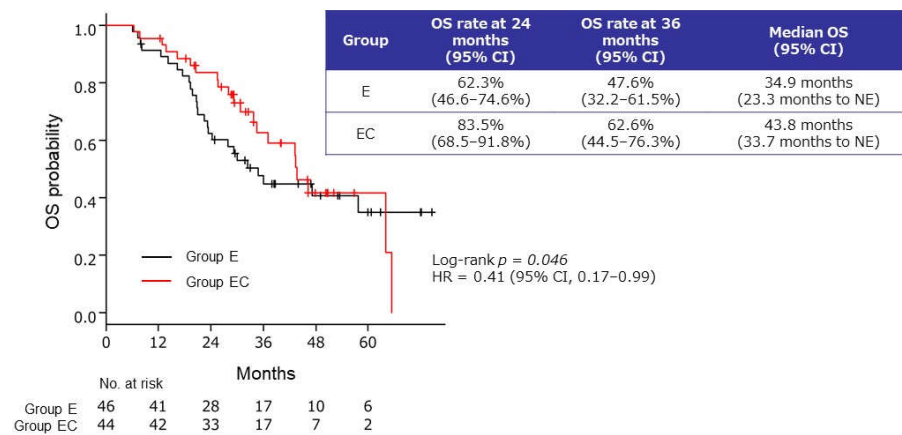 Group
OS rate at 24 months (95% CI)
OS rate at 36 months (95% CI)
Median OS (95% CI)
E
62.3% (46.6–74.6%)
47.6% (32.2–61.5%)
34.9 months (23.3 months to NE)
EC
83.5% (68.5–91.8%)
62.6% (44.5–76.3%)
43.8 months (33.7 months to NE)
OS probability
1.0
0.8
0.6
0.4
0.2
0.0
Group E
Group EC
Log-rank p = 0.046
HR = 0.41 (95% CI, 0.17–0.99)
0 12 24 36 48 60
Months
No. at risk
Group E 46 41 28 17 10 6
Group EC 44 42 33 17 7 2